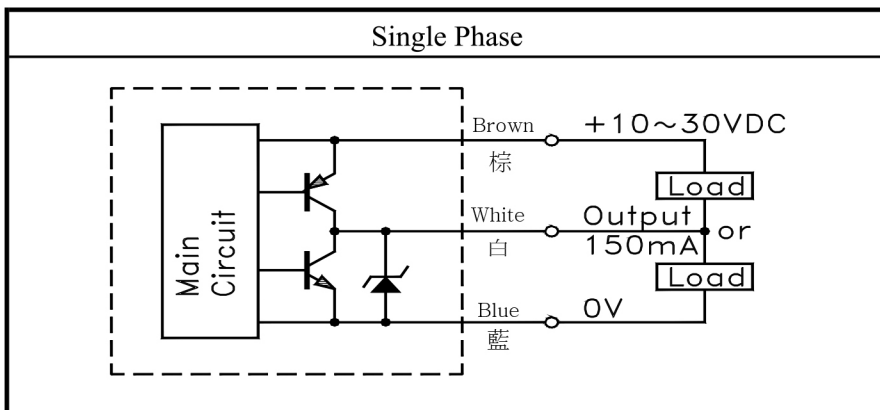 Single Phase
Main
Circuit
Brown
棕
+10～30VDC
Load
White
白
Output
150mA
or
Load
Blue
藍
0V